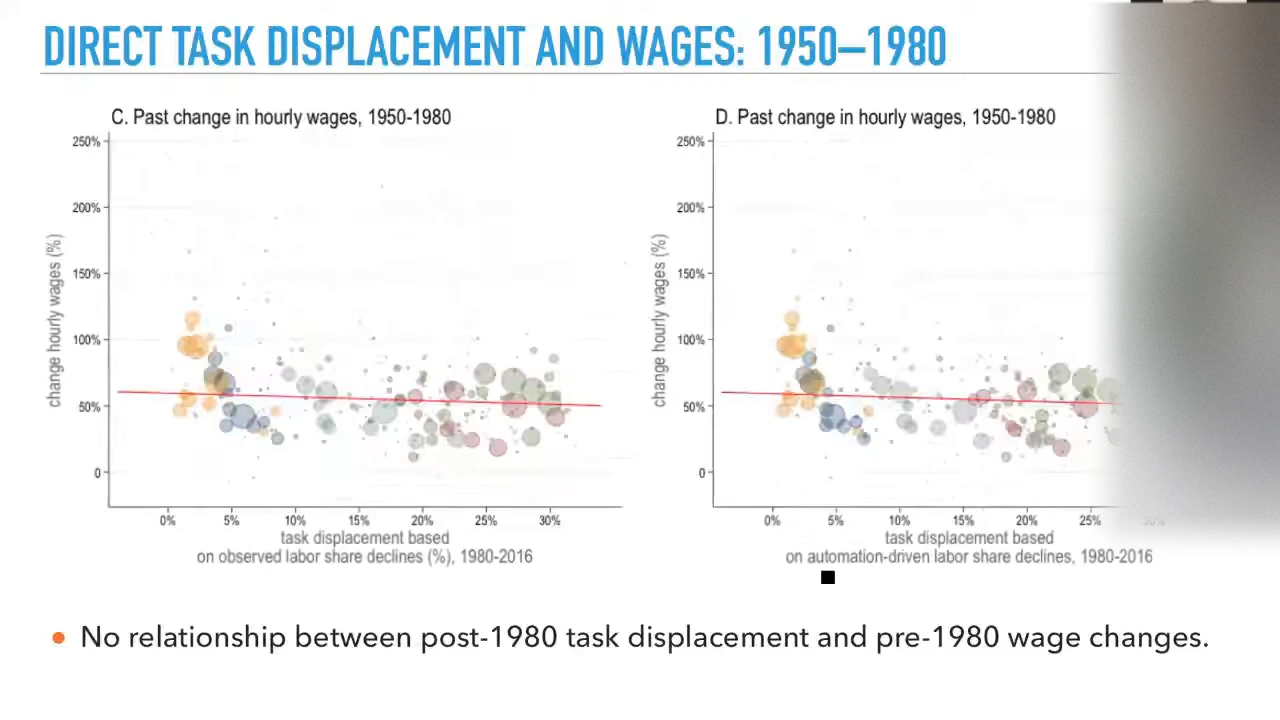 DIRECT TASK DISPLACEMENT AND WAGES: 1950–1980
C. Past change in hourly wages, 1950-1980
250%
200%
150%
100%
50%
0
change hourly wages (%)
0% 5% 10% 15% 20% 25% 30%
task displacement based
on observed labor share declines (%), 1980-2016
D. Past change in hourly wages, 1950-1980
250%
200%
150%
100%
50%
0
change hourly wages (%)
0% 5% 10% 15% 20% 25% 30%
task displacement based
on automation-driven labor share declines, 1980-2016
• No relationship between post-1980 task displacement and pre-1980 wage changes.